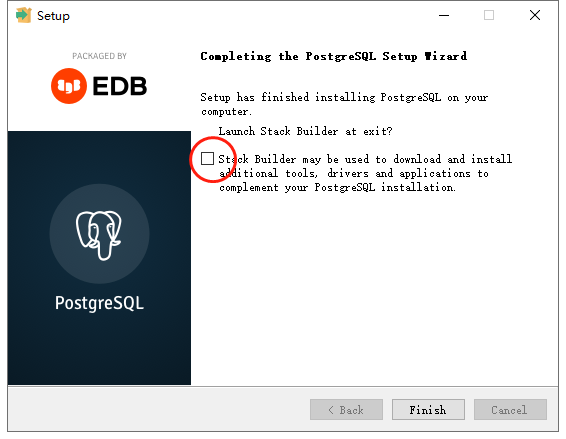 Setup
PACKAGED BY
EDB
Completing the PostgreSQL Setup Wizard
Setup has finished installing PostgreSQL on your
computer.
Launch Stack Builder at exit?
Stack Builder may be used to download and install
additional tools, drivers and applications to
complement your PostgreSQL installation.
PostgreSQL
< Back
Finish
Cancel